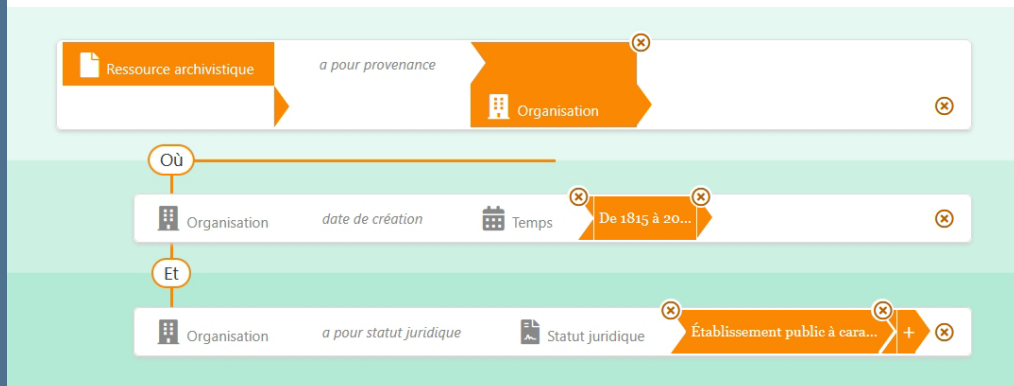 Ressource archivistique a pour provenance
Organisation
Où
Organisation date de création Temps De 1815 à 20...
Et
Organisation a pour statut juridique Statut juridique Établissement public à cara... +